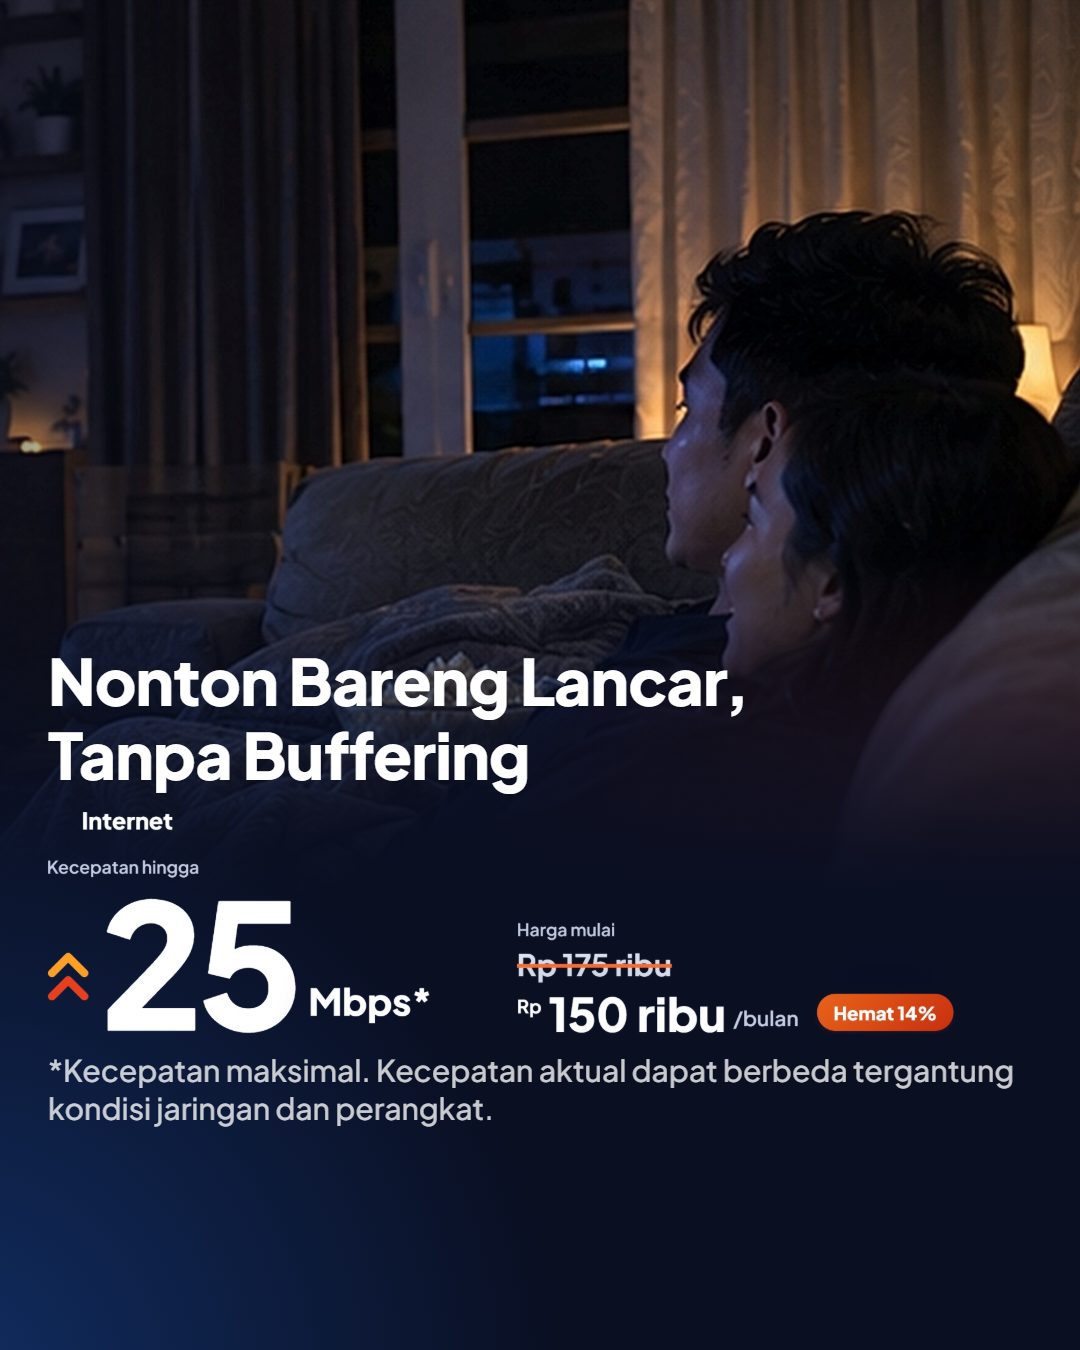 Nonton Bareng Lancar,
Tanpa Buffering
Internet
Kecepatan hingga
25 Mbps*
Harga mulai
Rp 175 ribu
Rp 150 ribu /bulan
Hemat 14%
*Kecepatan maksimal. Kecepatan aktual dapat berbeda tergantung
kondisi jaringan dan perangkat.